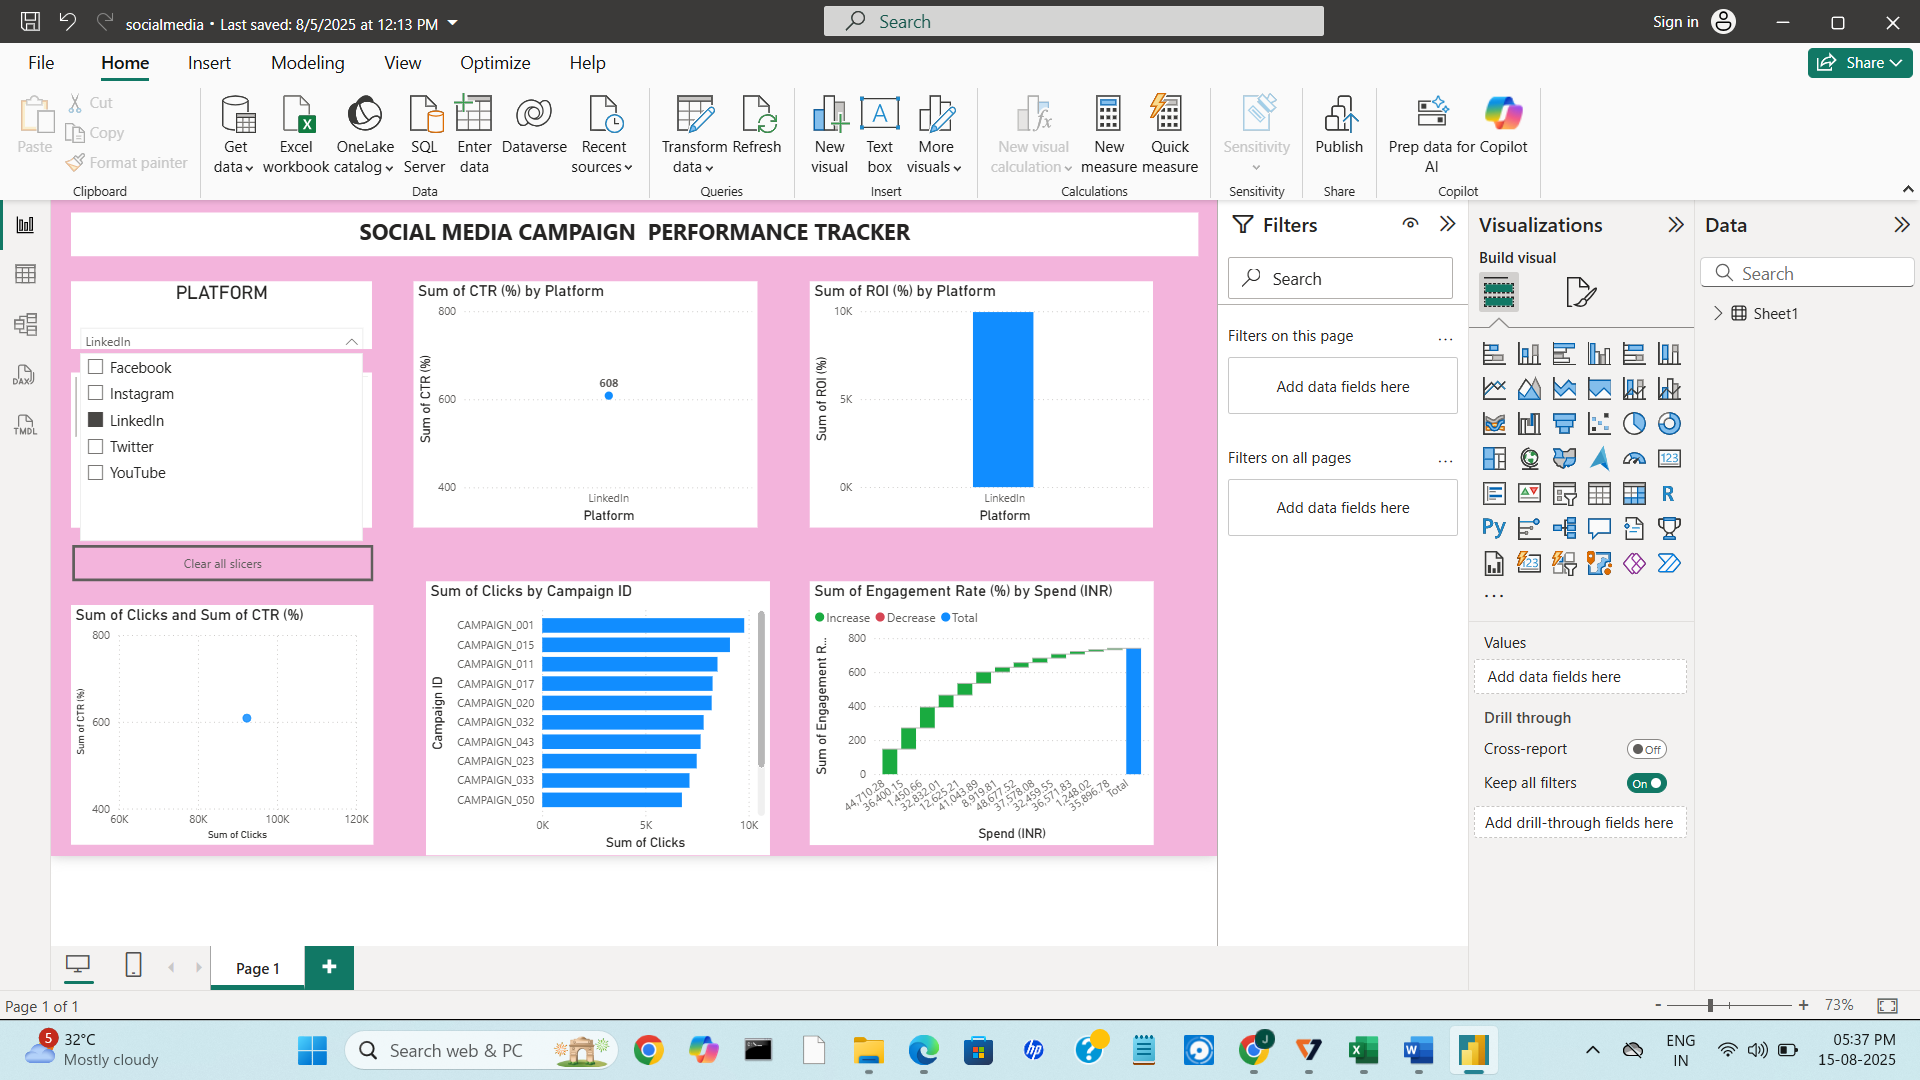 socialmedia • Last saved: 8/5/2025 at 12:13 PM
Search
Sign in
File Home Insert Modeling View Optimize Help
Share
Paste
Cut
Copy
Format painter
Clipboard
Get data
Excel workbook
OneLake catalog
SQL Server
Enter data
Dataverse
Recent sources
Data
Transform data
Refresh
Queries
New visual
Text box
More visuals
Insert
New visual calculation
New measure
Quick measure
Calculations
Sensitivity
Sensitivity
Publish
Share
Prep data for AI
Copilot
Copilot
DAX
TMDL
SOCIAL MEDIA CAMPAIGN PERFORMANCE TRACKER
PLATFORM
LinkedIn
Facebook
Instagram
LinkedIn
Twitter
YouTube
Clear all slicers
Sum of CTR (%) by Platform
Sum of CTR (%)
800
600
400
608
LinkedIn
Platform
Sum of ROI (%) by Platform
Sum of ROI (%)
10K
5K
0K
LinkedIn
Platform
Sum of Clicks and Sum of CTR (%)
Sum of CTR (%)
800
600
400
60K 80K 100K 120K
Sum of Clicks
Sum of Clicks by Campaign ID
Campaign ID
CAMPAIGN_001
CAMPAIGN_015
CAMPAIGN_011
CAMPAIGN_017
CAMPAIGN_020
CAMPAIGN_032
CAMPAIGN_043
CAMPAIGN_023
CAMPAIGN_033
CAMPAIGN_050
0K 5K 10K
Sum of Clicks
Sum of Engagement Rate (%) by Spend (INR)
Increase Decrease Total
Sum of Engagement R...
800
600
400
200
0
44,710.28
36,400.15
1,450.66
32,832.01
12,625.21
41,043.89
8,919.81
48,677.52
37,578.08
32,459.55
36,571.83
1,248.02
35,896.78
Total
Spend (INR)
Filters
Search
Filters on this page ...
Add data fields here
Filters on all pages ...
Add data fields here
Visualizations
Build visual
123
R
Py
123
...
Values
Add data fields here
Drill through
Cross-report
Off
Keep all filters
On
Add drill-through fields here
Data
Search
Sheet1
Page 1
+
Page 1 of 1
- + 73%
5
32°C
Mostly cloudy
Search web & PC
hp
?
J
X
W
ENG
IN
05:37 PM
15-08-2025